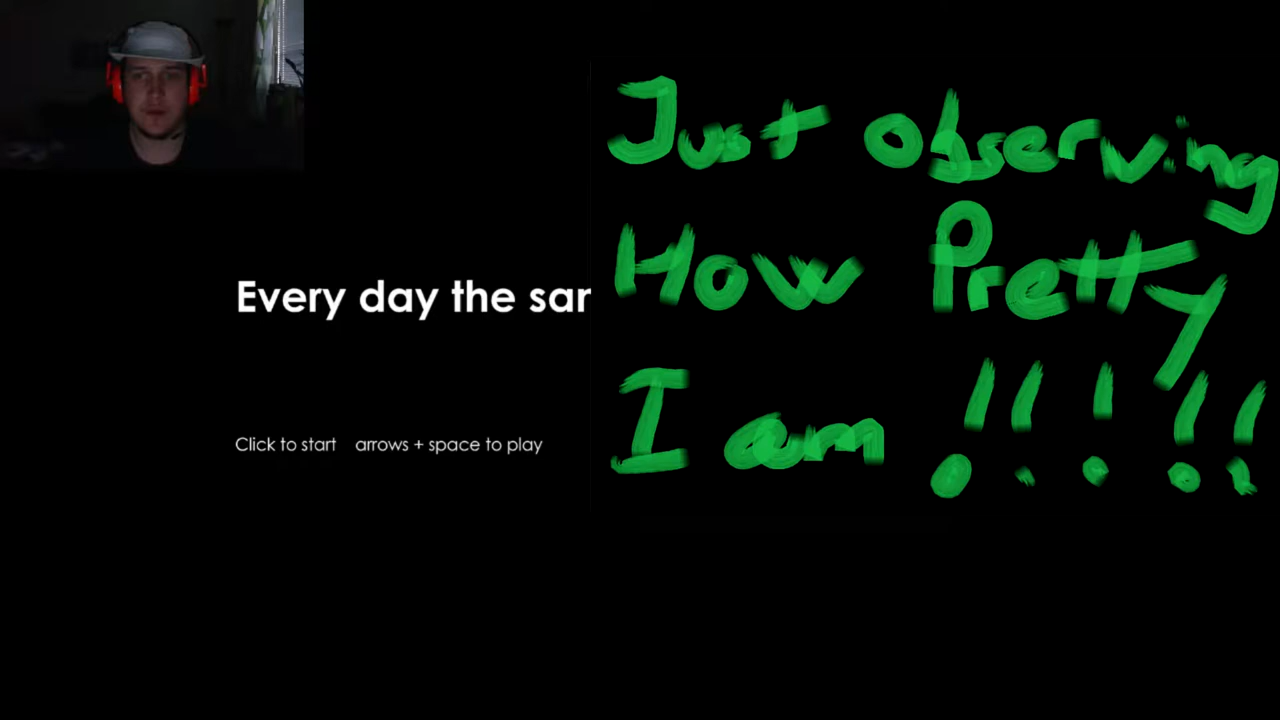 Every day the sar
Click to start arrows + space to play
Just observing
How Pretty
I am !!!!!